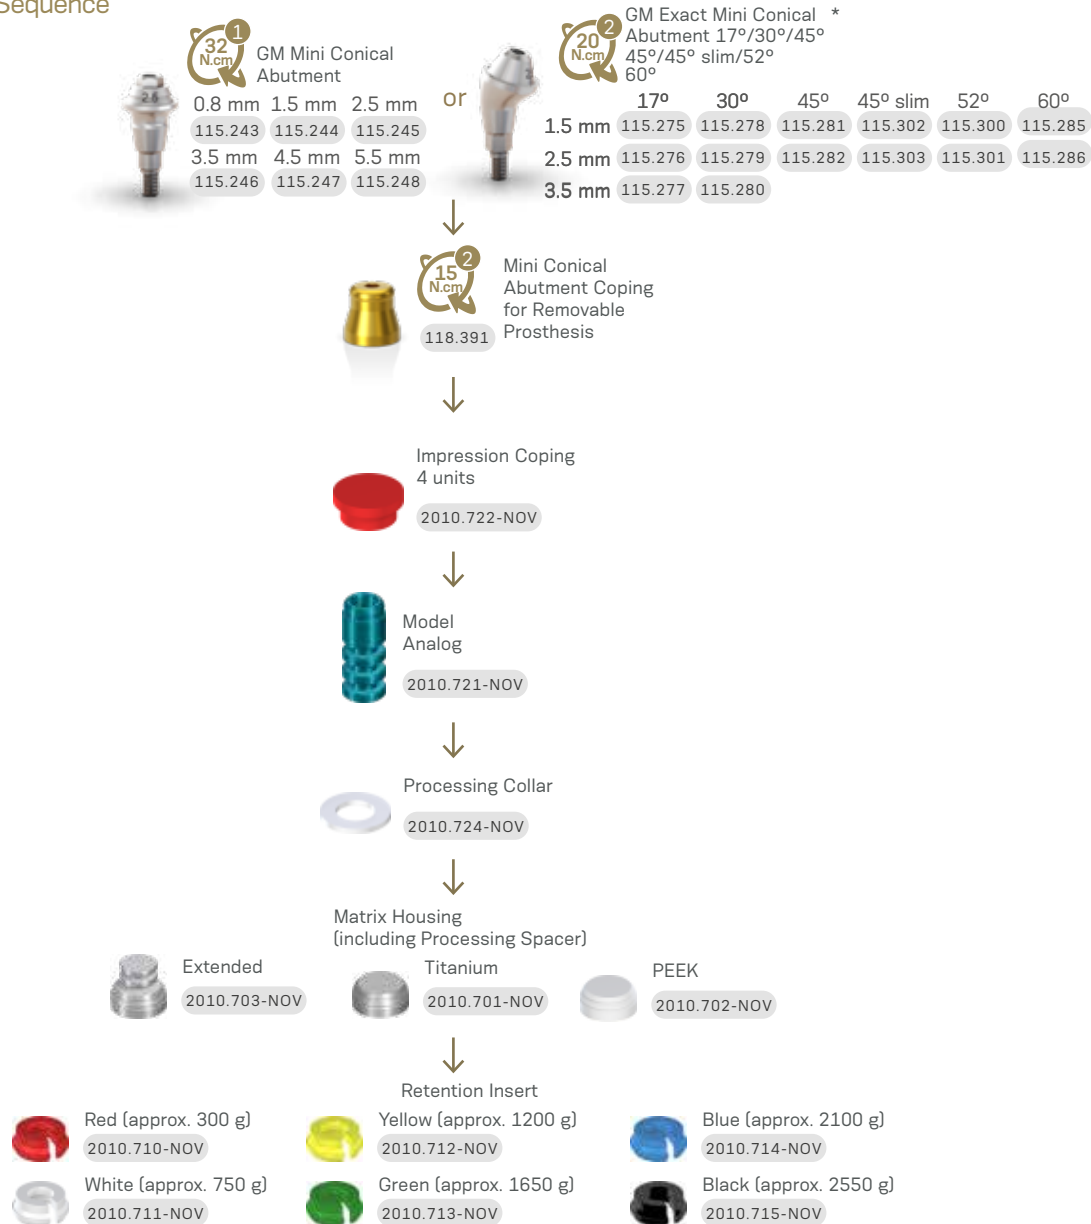 Sequence
32 N.cm 1
GM Mini Conical
Abutment
0.8 mm 1.5 mm 2.5 mm
115.243 115.244 115.245
3.5 mm 4.5 mm 5.5 mm
115.246 115.247 115.248
or
20 N.cm 2
GM Exact Mini Conical *
Abutment 17°/30°/45°
45°/45° slim/52°
60°
17º 30º 45º 45º slim 52º 60º
1.5 mm 115.275 115.278 115.281 115.302 115.300 115.285
2.5 mm 115.276 115.279 115.282 115.303 115.301 115.286
3.5 mm 115.277 115.280
15 N.cm 2
Mini Conical
Abutment Coping
for Removable
Prosthesis
118.391
Impression Coping
4 units
2010.722-NOV
Model
Analog
2010.721-NOV
Processing Collar
2010.724-NOV
Matrix Housing
(including Processing Spacer)
Extended
2010.703-NOV
Titanium
2010.701-NOV
PEEK
2010.702-NOV
Retention Insert
Red (approx. 300 g)
2010.710-NOV
Yellow (approx. 1200 g)
2010.712-NOV
Blue (approx. 2100 g)
2010.714-NOV
White (approx. 750 g)
2010.711-NOV
Green (approx. 1650 g)
2010.713-NOV
Black (approx. 2550 g)
2010.715-NOV